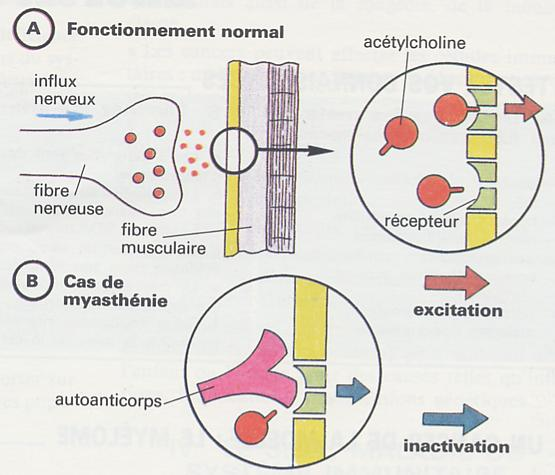 A Fonctionnement normal
influx
nerveux
fibre
nerveuse
fibre
musculaire
acétylcholine
récepteur
B Cas de
myasthénie
excitation
autoanticorps
inactivation